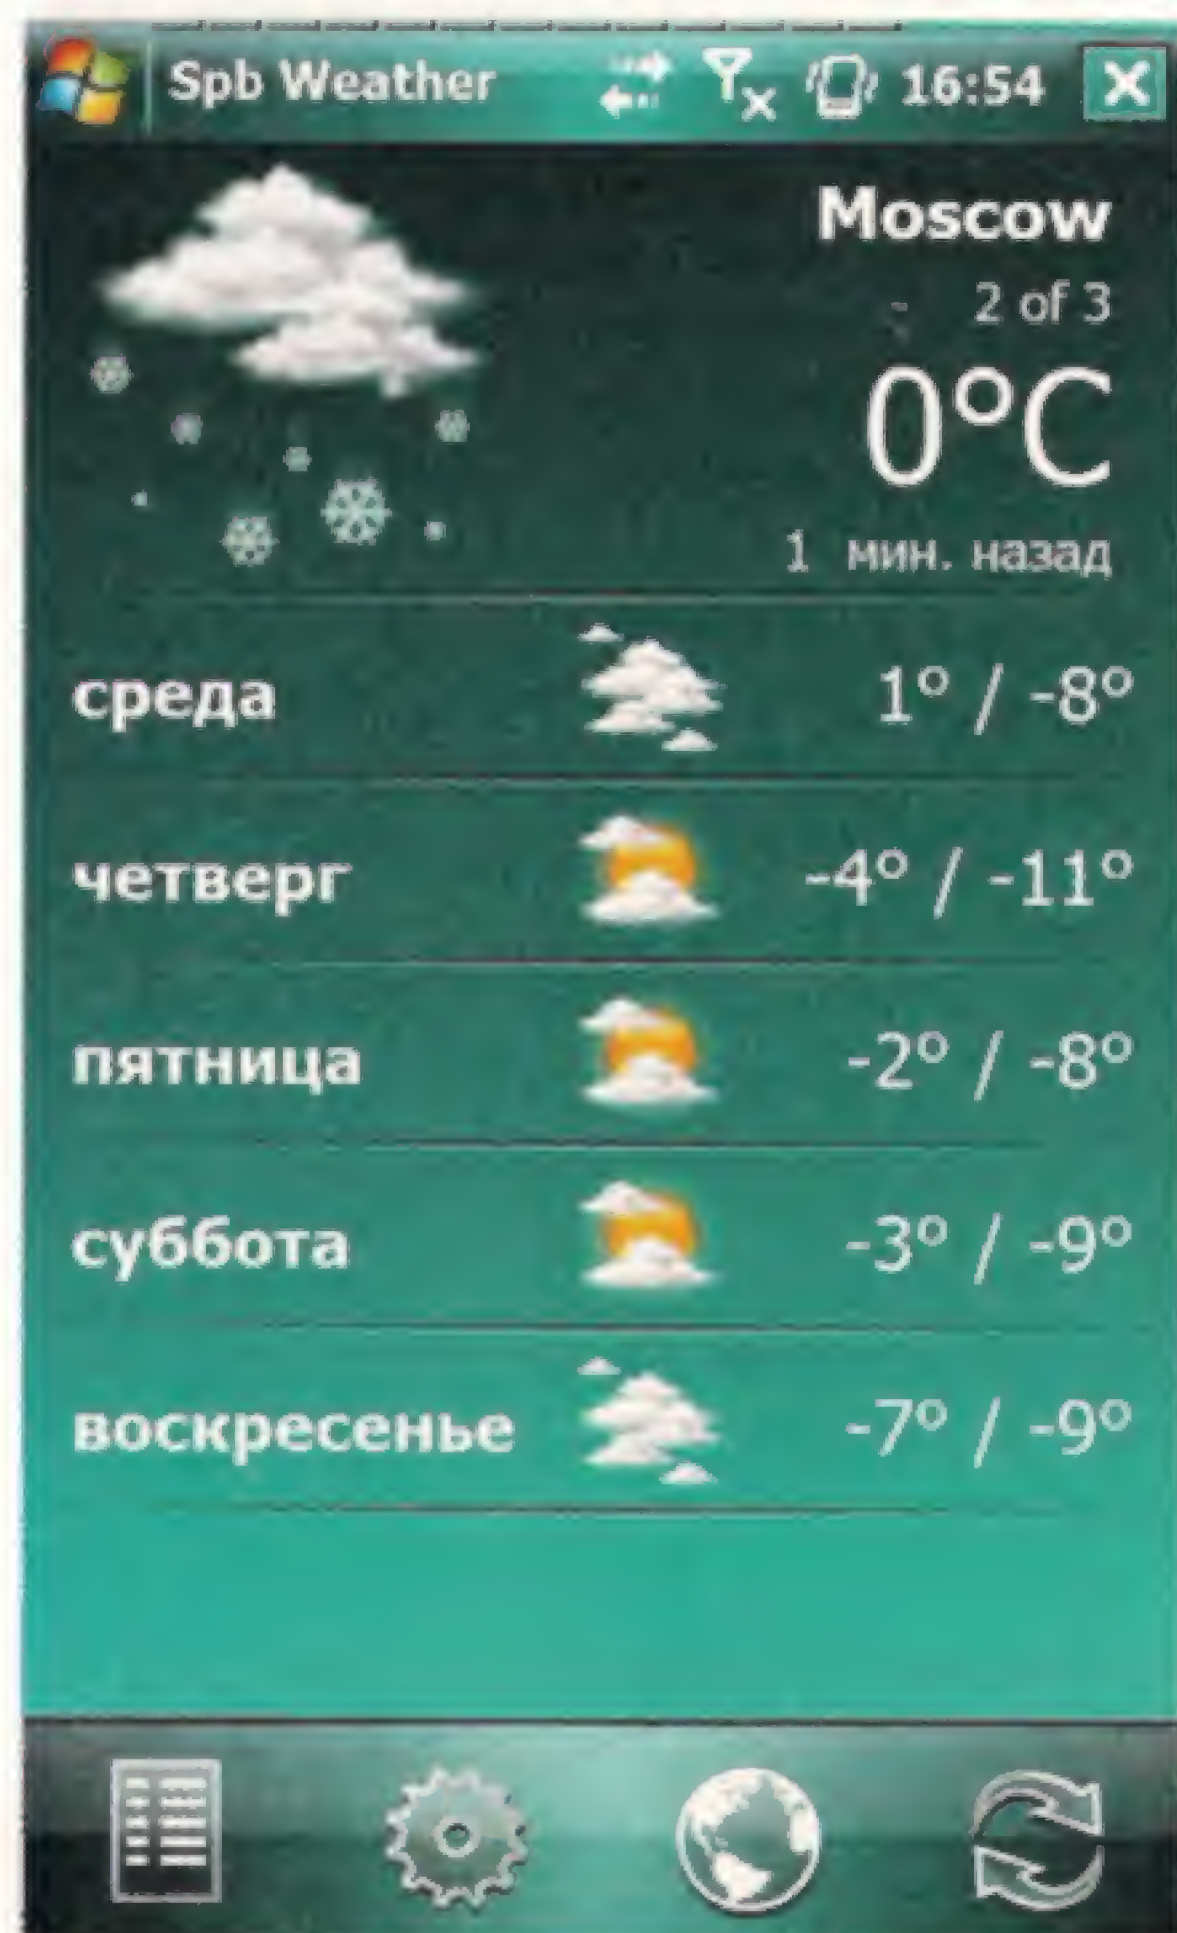 Spb Weather 16:54
Moscow
2 of 3
0°C
1 мин. назад
среда 1° / -8°
четверг -4° / -11°
пятница -2° / -8°
суббота -3° / -9°
воскресенье -7° / -9°